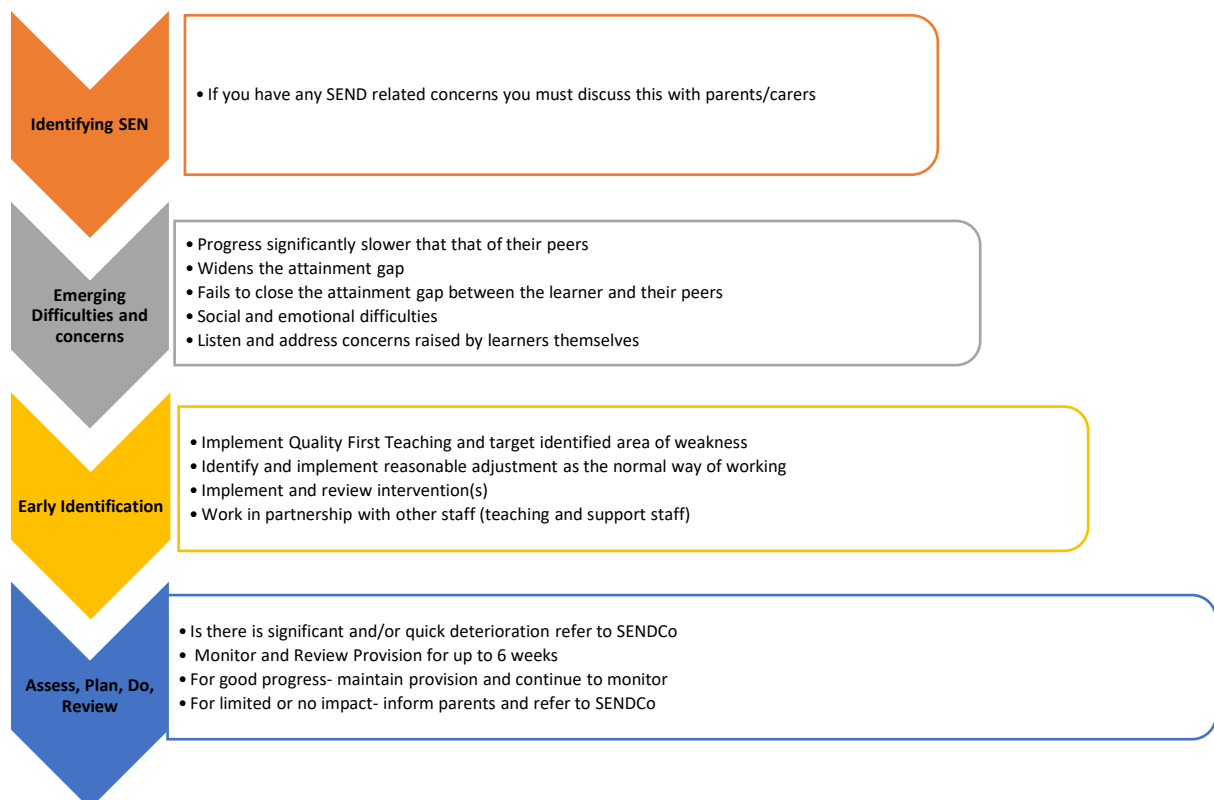 Identifying SEN
• If you have any SEND related concerns you must discuss this with parents/carers
Emerging
Difficulties and
concerns
• Progress significantly slower that that of their peers
• Widens the attainment gap
• Fails to close the attainment gap between the learner and their peers
• Social and emotional difficulties
• Listen and address concerns raised by learners themselves
Early Identification
• Implement Quality First Teaching and target identified area of weakness
• Identify and implement reasonable adjustment as the normal way of working
• Implement and review intervention(s)
• Work in partnership with other staff (teaching and support staff)
Assess, Plan, Do,
Review
• Is there is significant and/or quick deterioration refer to SENDCo
• Monitor and Review Provision for up to 6 weeks
• For good progress- maintain provision and continue to monitor
• For limited or no impact- inform parents and refer to SENDCo